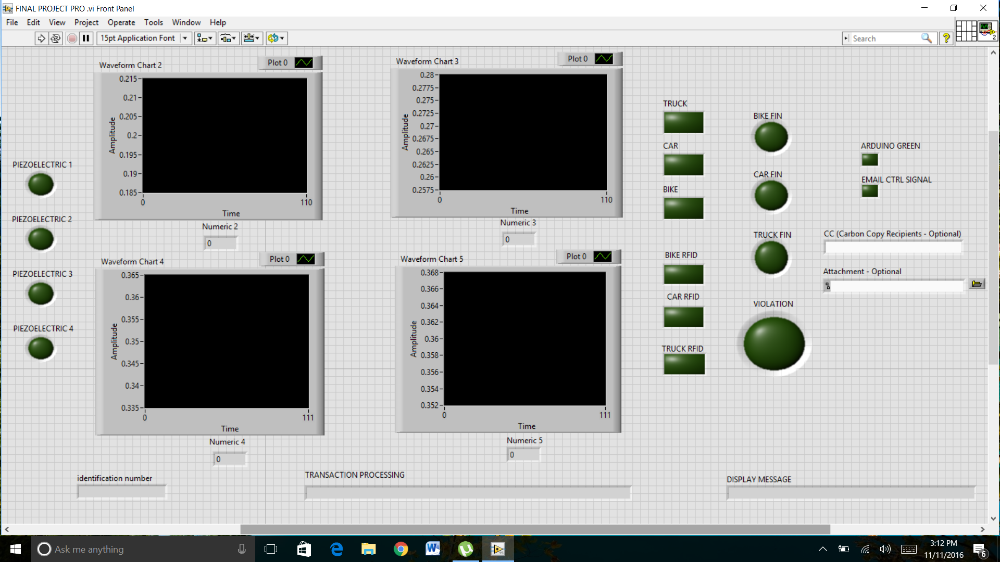 FINAL PROJECT PRO .vi Front Panel
File Edit View Project Operate Tools Window Help
15pt Application Font
Search
2
Waveform Chart 2
Plot 0
0.215
0.21
0.205
0.2
0.195
0.19
0.185
Amplitude
0 110
Time
Numeric 2
0
Waveform Chart 3
Plot 0
0.28
0.2775
0.275
0.2725
0.27
0.2675
0.265
0.2625
0.26
0.2575
Amplitude
0 110
Time
Numeric 3
0
PIEZOELECTRIC 1
PIEZOELECTRIC 2
PIEZOELECTRIC 3
PIEZOELECTRIC 4
Waveform Chart 4
Plot 0
0.365
0.36
0.355
0.35
0.345
0.34
0.335
Amplitude
0 111
Time
Numeric 4
0
Waveform Chart 5
Plot 0
0.368
0.366
0.364
0.362
0.36
0.358
0.356
0.354
0.352
Amplitude
0 111
Time
Numeric 5
0
TRUCK
CAR
BIKE
BIKE RFID
CAR RFID
TRUCK RFID
BIKE FIN
CAR FIN
TRUCK FIN
VIOLATION
ARDUINO GREEN
EMAIL CTRL SIGNAL
CC (Carbon Copy Recipients - Optional)
Attachment - Optional
identification number
TRANSACTION PROCESSING
DISPLAY MESSAGE
Ask me anything
3:12 PM
11/11/2016
6